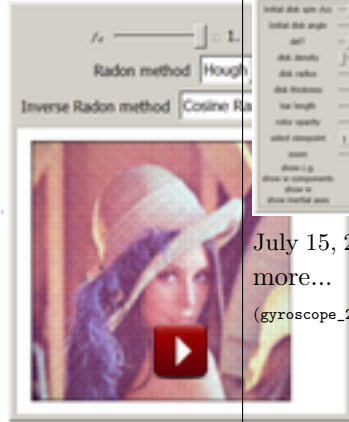 1.
Radon method Hough
Inverse Radon method Cosine Ra
Initial disk spin
initial disk angle
disk density
disk radius
disk thickness
bar length
rotor opacity
select viewpoint
zoom
show c.g.
show w components
show w
show inertial axes
July 15, 2
more...
(gyroscope_2